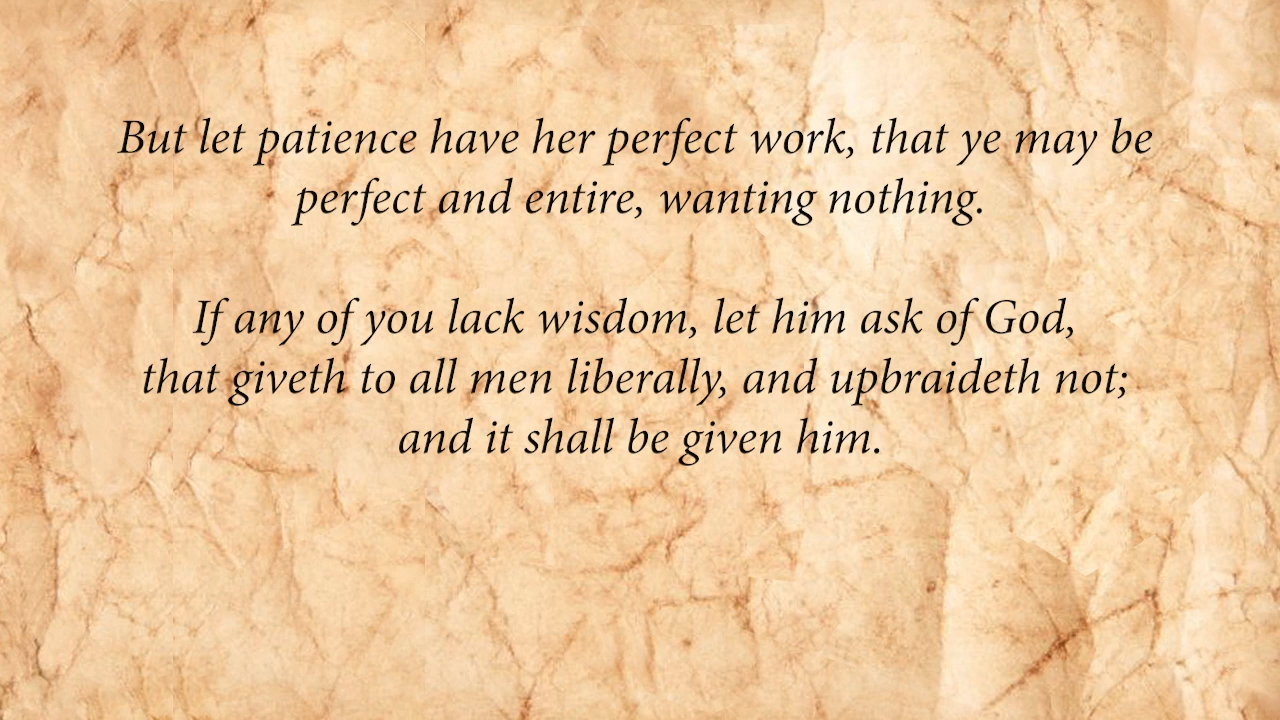 But let patience have her perfect work, that ye may be
perfect and entire, wanting nothing.
If any of you lack wisdom, let him ask of God,
that giveth to all men liberally, and upbraideth not;
and it shall be given him.